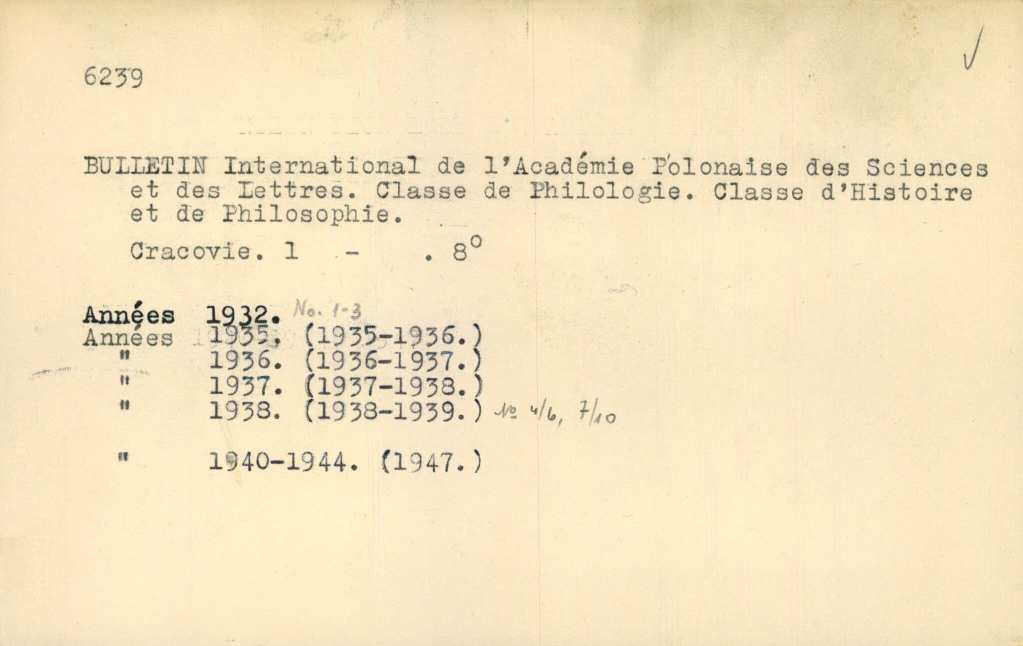 6239
BULLETIN International de l'Académie Polonaise des Sciences
et des Lettres. Classe de Philologie. Classe d'Histoire
et de Philosophie.
Cracovie. 1 - . 8°
Années 1932. No. 1-3
Années 1935. (1935-1936.)
" 1936. (1936-1937.)
" 1937. (1937-1938.)
" 1938. (1938-1939.) № 4/6, 7/10
" 1940-1944. (1947.)